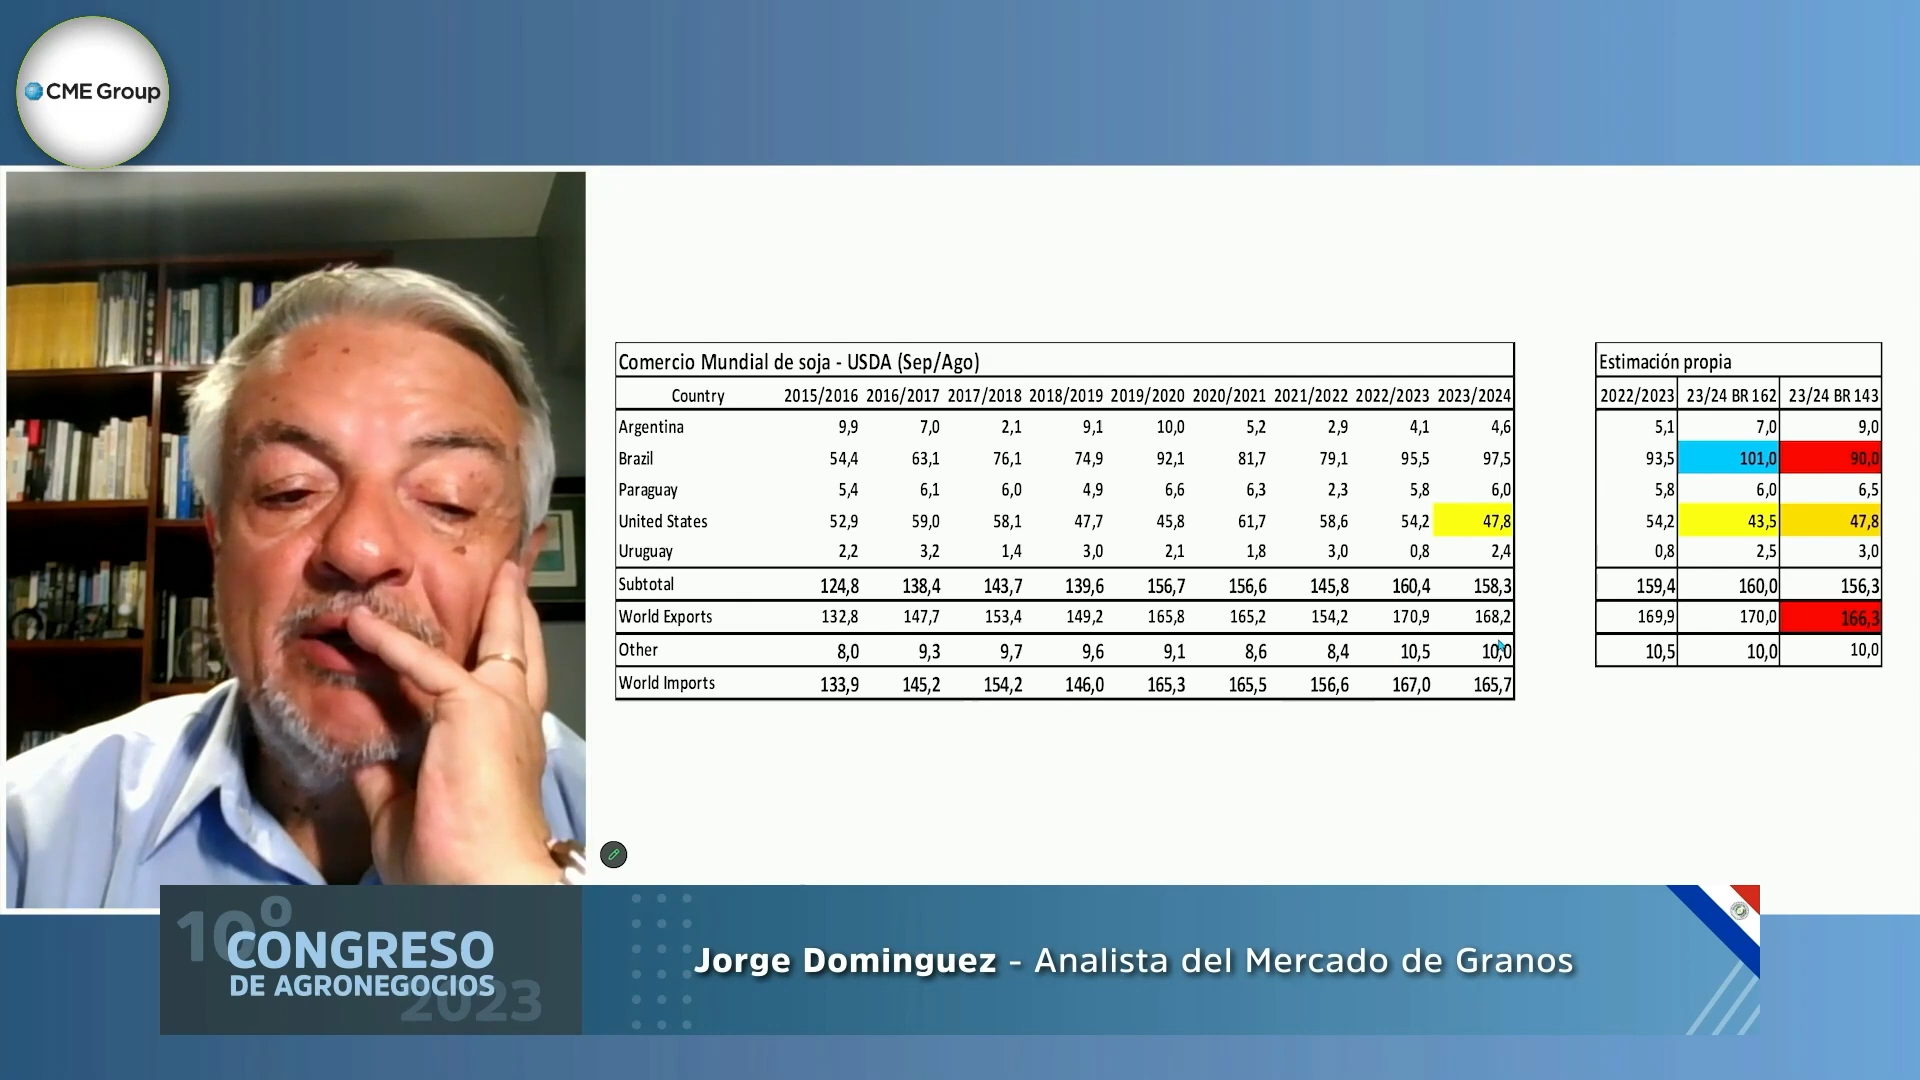 CME Group
Comercio Mundial de soja - USDA (Sep/Ago)
Country 2015/2016 2016/2017 2017/2018 2018/2019 2019/2020 2020/2021 2021/2022 2022/2023 2023/2024
Argentina 9,9 7,0 2,1 9,1 10,0 5,2 2,9 4,1 4,6
Brazil 54,4 63,1 76,1 74,9 92,1 81,7 79,1 95,5 97,5
Paraguay 5,4 6,1 6,0 4,9 6,6 6,3 2,3 5,8 6,0
United States 52,9 59,0 58,1 47,7 45,8 61,7 58,6 54,2 47,8
Uruguay 2,2 3,2 1,4 3,0 2,1 1,8 3,0 0,8 2,4
Subtotal 124,8 138,4 143,7 139,6 156,7 156,6 145,8 160,4 158,3
World Exports 132,8 147,7 153,4 149,2 165,8 165,2 154,2 170,9 168,2
Other 8,0 9,3 9,7 9,6 9,1 8,6 8,4 10,5 10,0
World Imports 133,9 145,2 154,2 146,0 165,3 165,5 156,6 167,0 165,7
Estimación propia
2022/2023 23/24 BR 162 23/24 BR 143
5,1 7,0 9,0
93,5 101,0 90,0
5,8 6,0 6,5
54,2 43,5 47,8
0,8 2,5 3,0
159,4 160,0 156,3
169,9 170,0 166,3
10,5 10,0 10,0
10º
CONGRESO
DE AGRONEGOCIOS
2023
Jorge Dominguez - Analista del Mercado de Granos